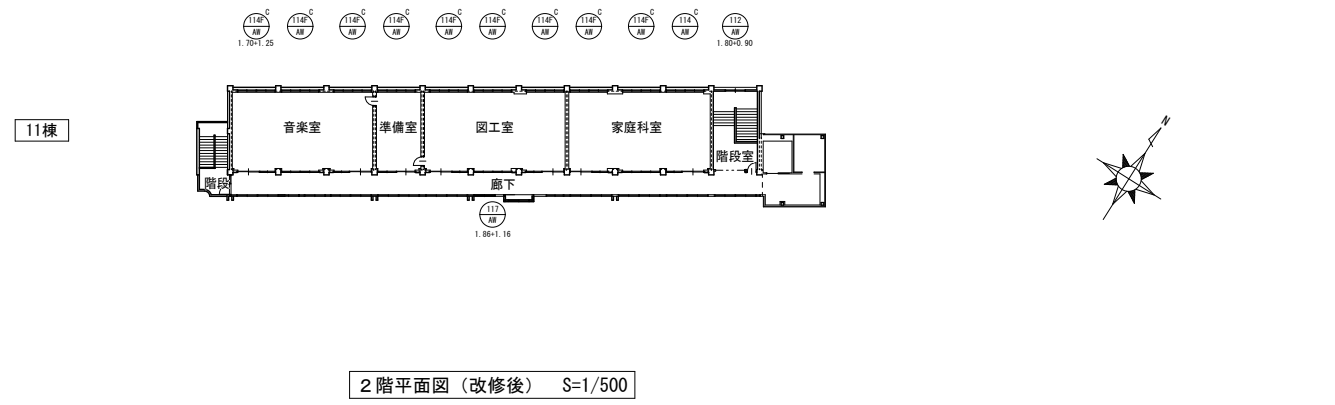 C C C C C C C C C
114F 114F 114F 114F 114F 114F 114F 114F 114F 114 112
AW AW AW AW AW AW AW AW AW AW AW
1.70+1.25 1.80+0.90
11棟
音楽室 準備室 図工室 家庭科室
階段室
階段 廊下
N
117
AW
1.86+1.16
２階平面図（改修後） S=1/500